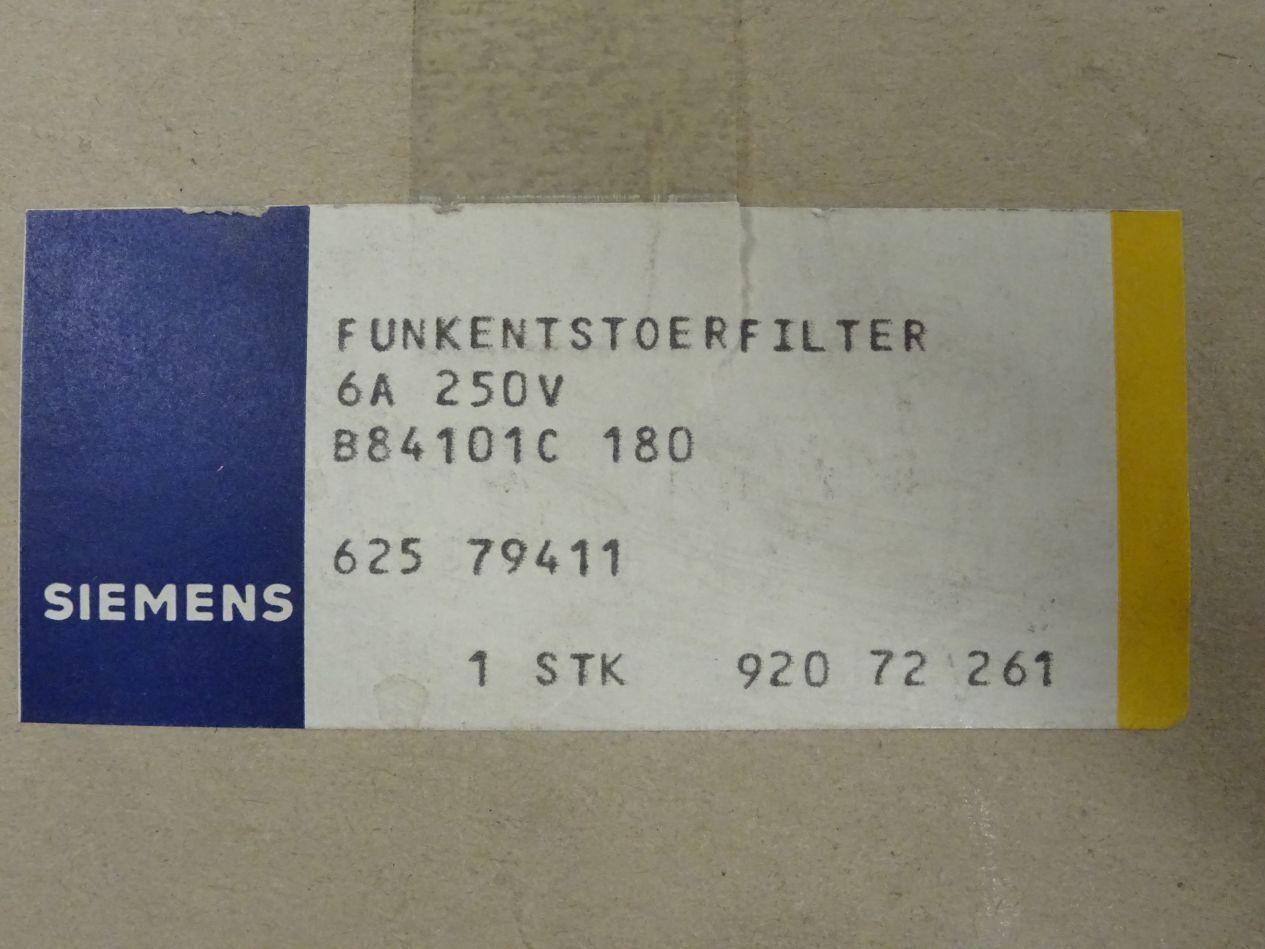 FUNKENTSTOERFILTER
6A 250V
B84101C 180
625 79411
SIEMENS
1 STK 920 72 261